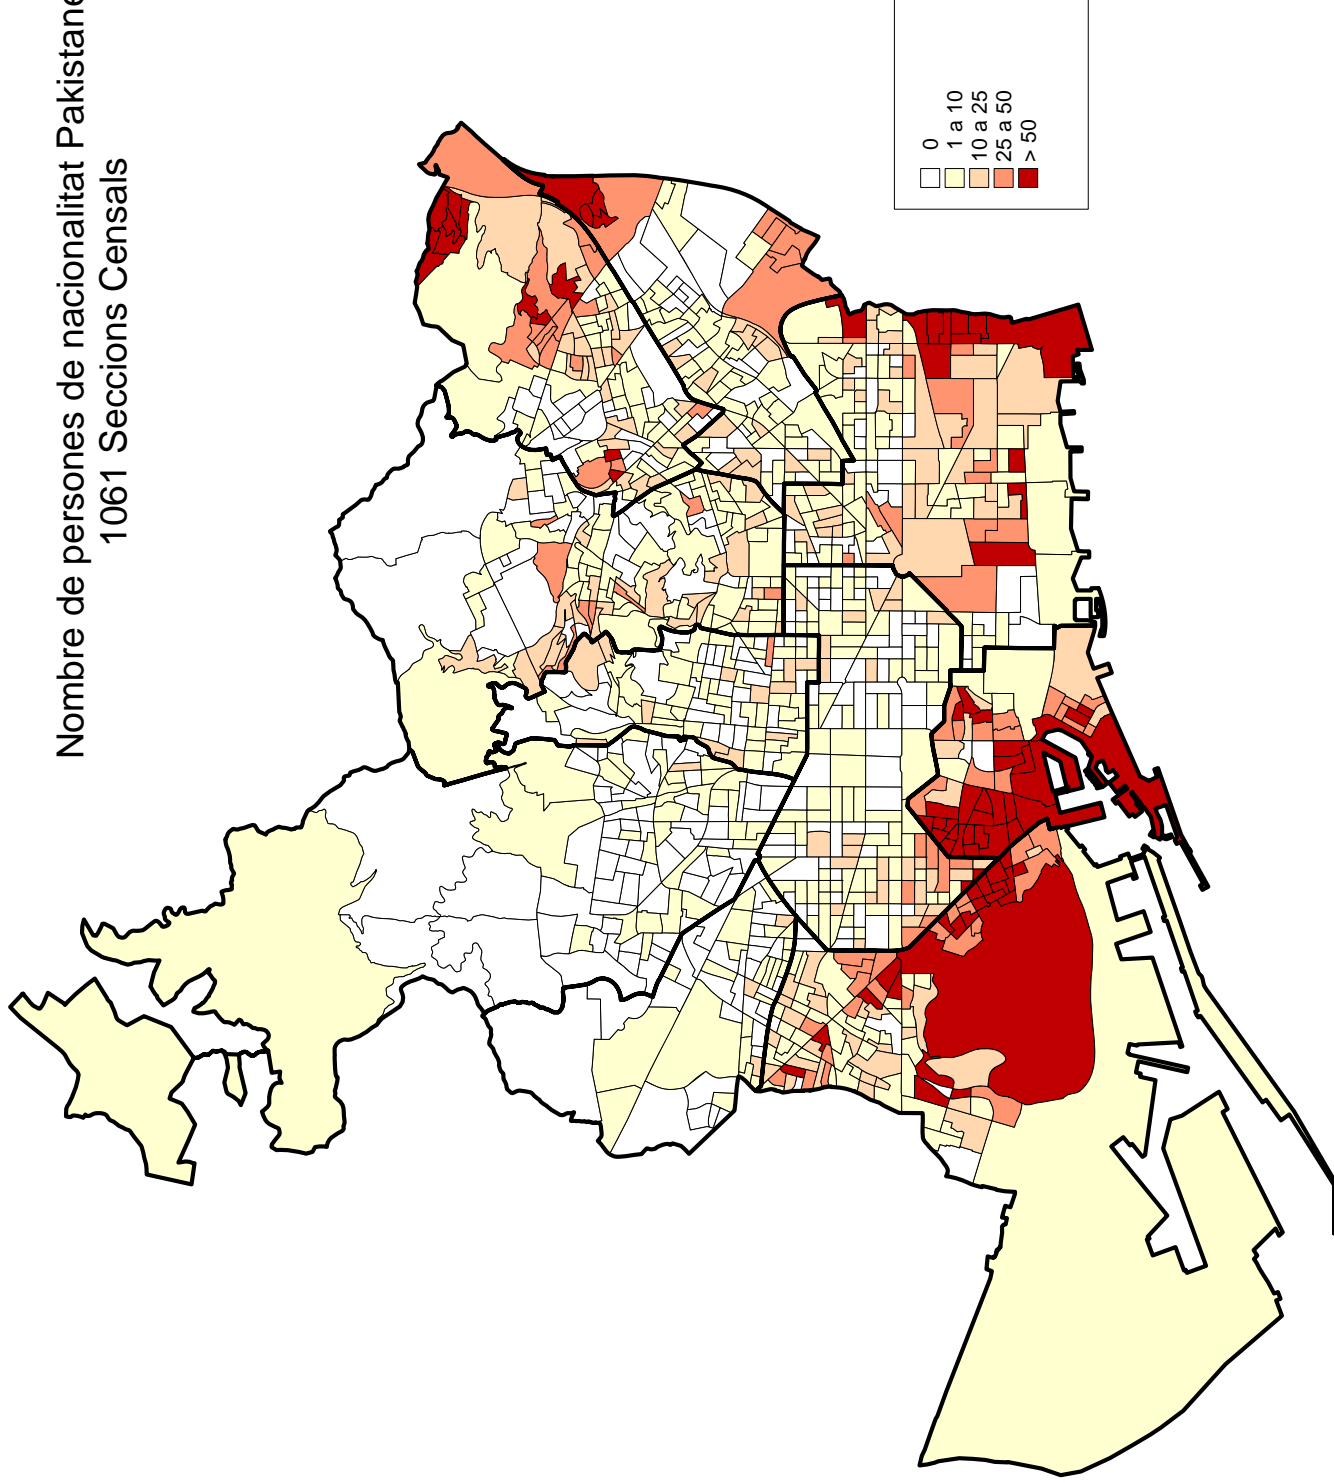 Nombre de persones de nacionalitat Pakistane
1061 Seccions Censals
0
1 a 10
10 a 25
25 a 50
> 50